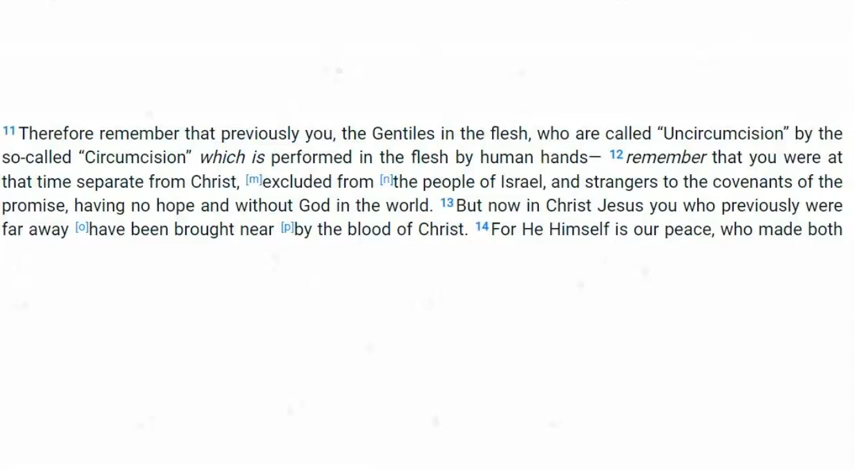 11 Therefore remember that previously you, the Gentiles in the flesh, who are called “Uncircumcision” by the
so-called “Circumcision” which is performed in the flesh by human hands— 12 remember that you were at
that time separate from Christ, [m]excluded from [n]the people of Israel, and strangers to the covenants of the
promise, having no hope and without God in the world. 13 But now in Christ Jesus you who previously were
far away [o]have been brought near [p]by the blood of Christ. 14 For He Himself is our peace, who made both